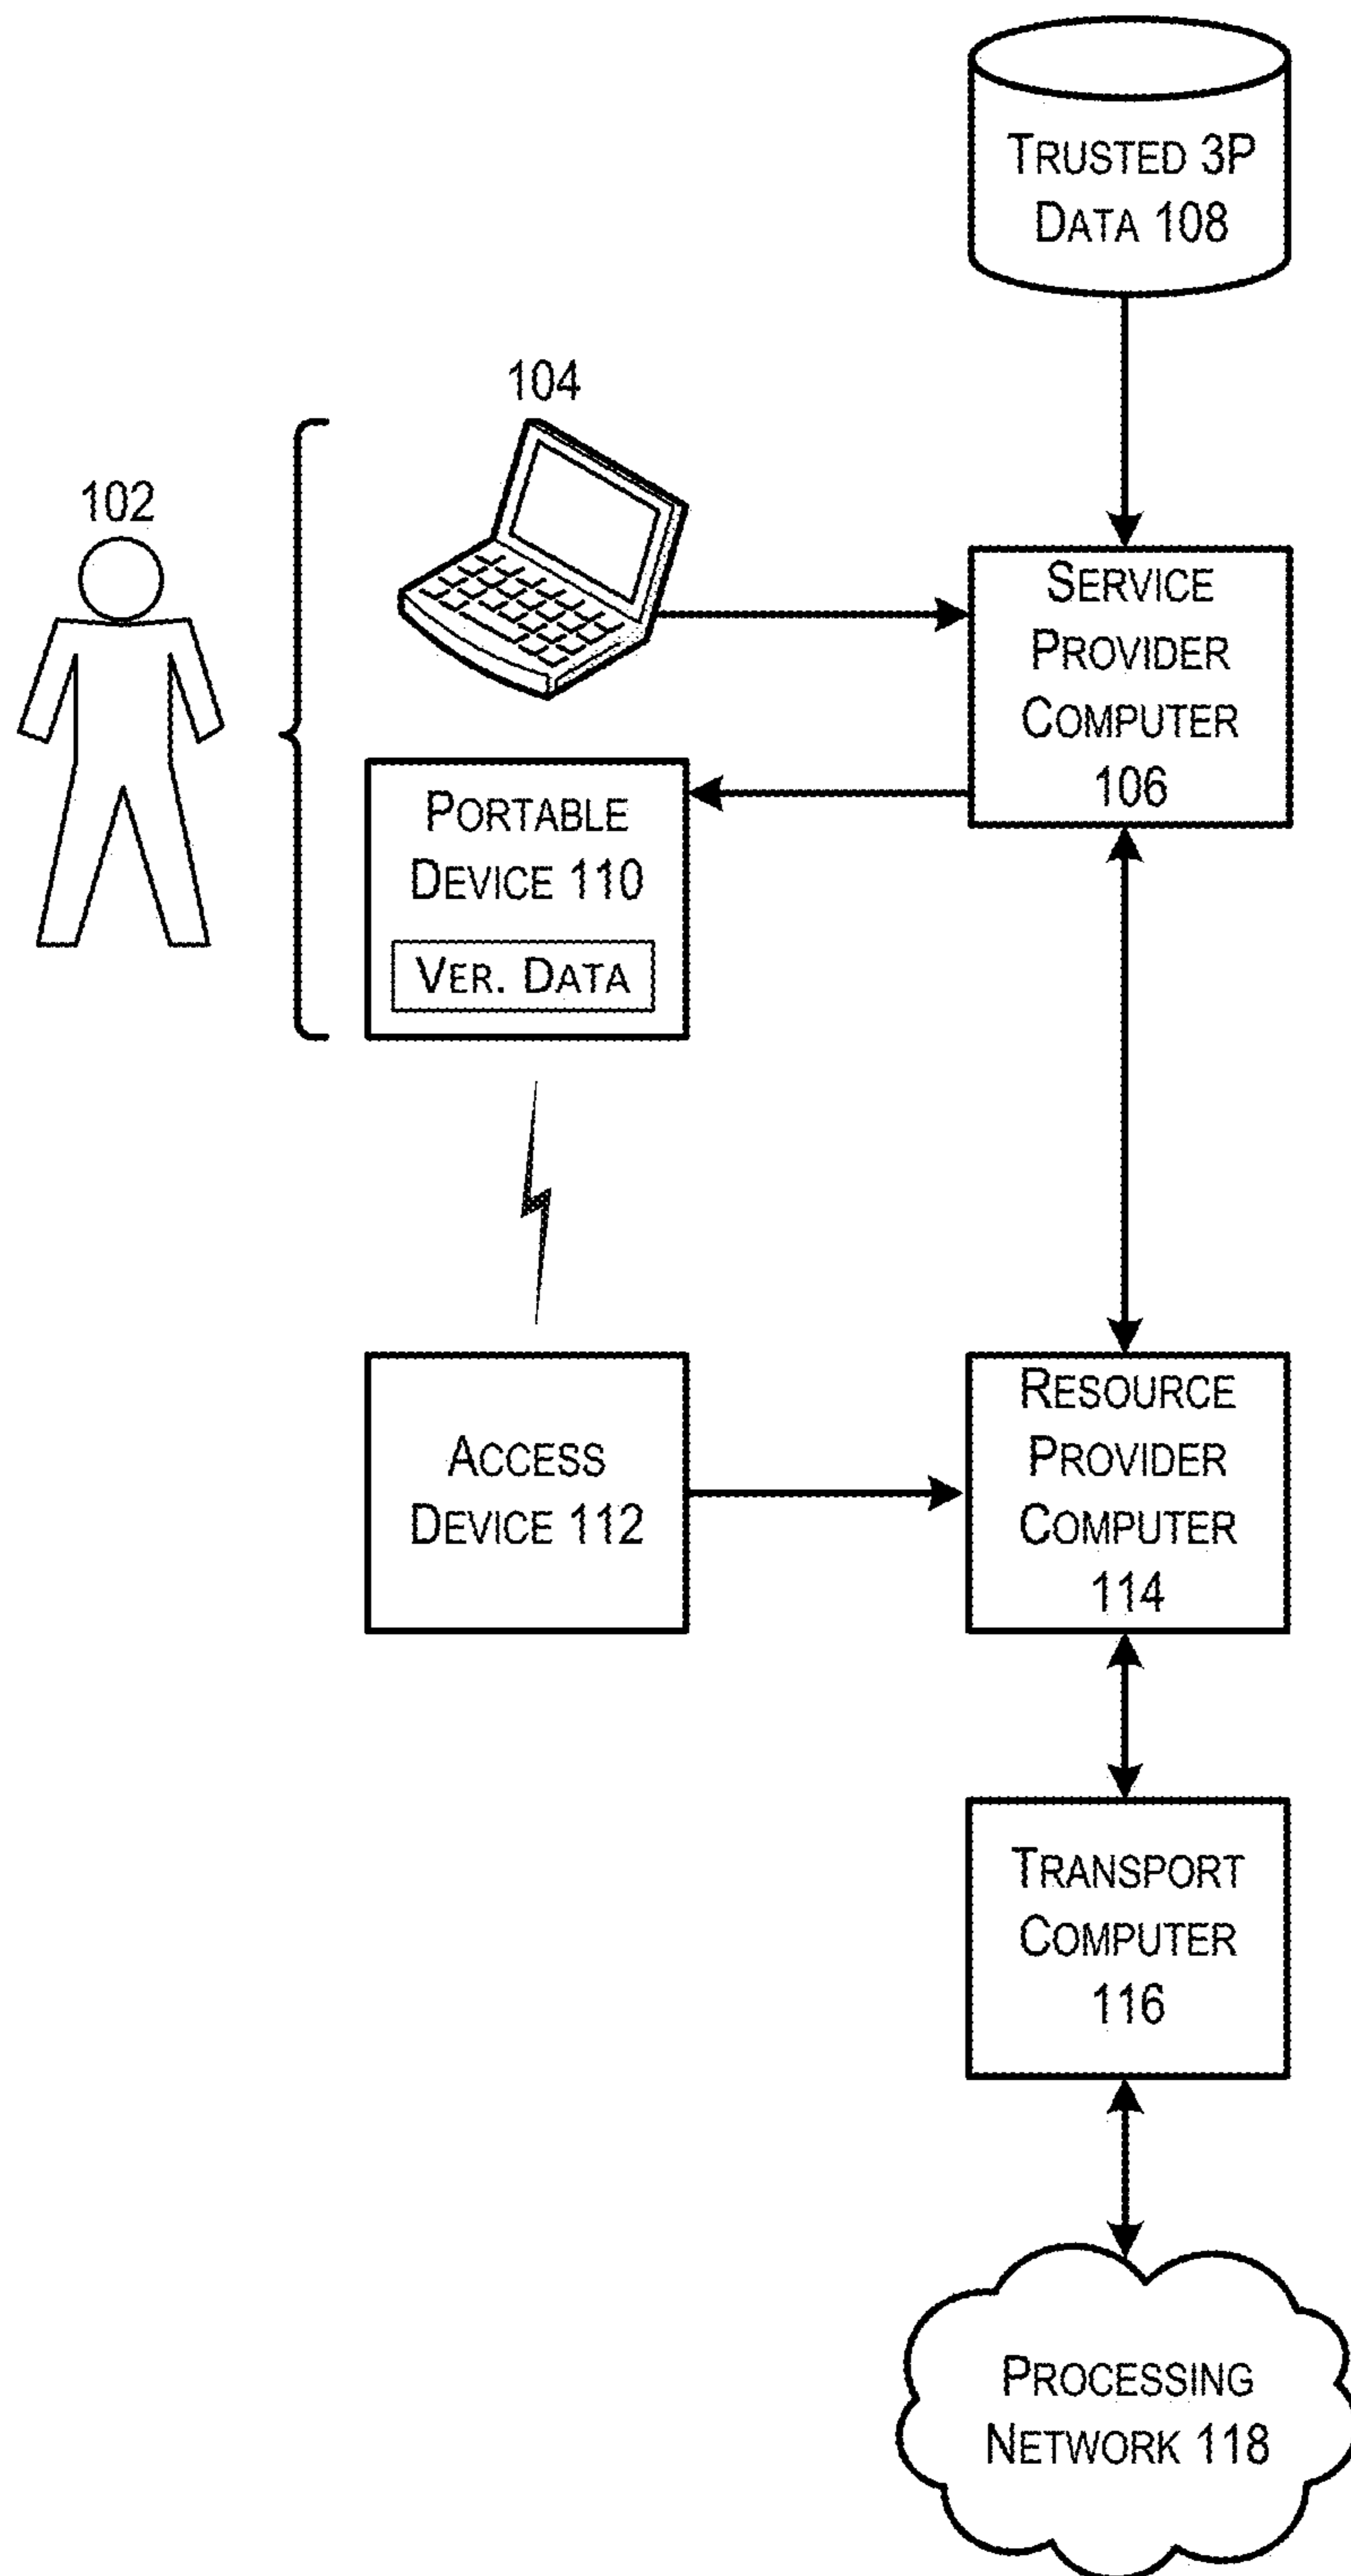 TRUSTED 3P
DATA 108
104
102
SERVICE
PROVIDER
COMPUTER
106
PORTABLE
DEVICE 110
VER. DATA
ACCESS
DEVICE 112
RESOURCE
PROVIDER
COMPUTER
114
TRANSPORT
COMPUTER
116
PROCESSING
NETWORK 118